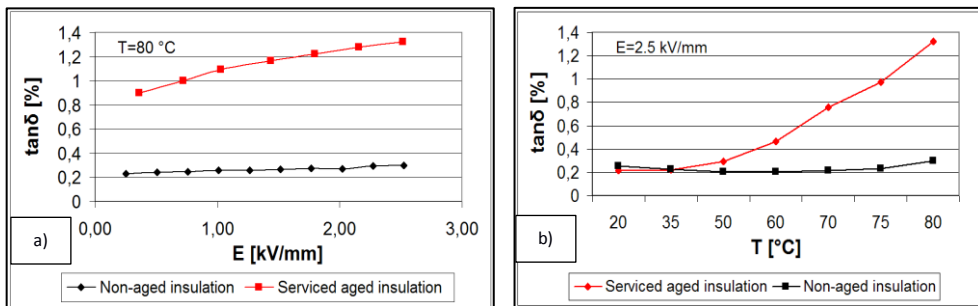 1,4
1,2
1
0,8
0,6
0,4
0,2
0
tanδ [%]
T=80 °C
0,00 1,00 2,00 3,00
E [kV/mm]
a)
Non-aged insulation Serviced aged insulation
1,4
1,2
1
0,8
0,6
0,4
0,2
0
tanδ [%]
E=2.5 kV/mm
20 35 50 60 70 75 80
T [°C]
b)
Serviced aged insulation Non-aged insulation